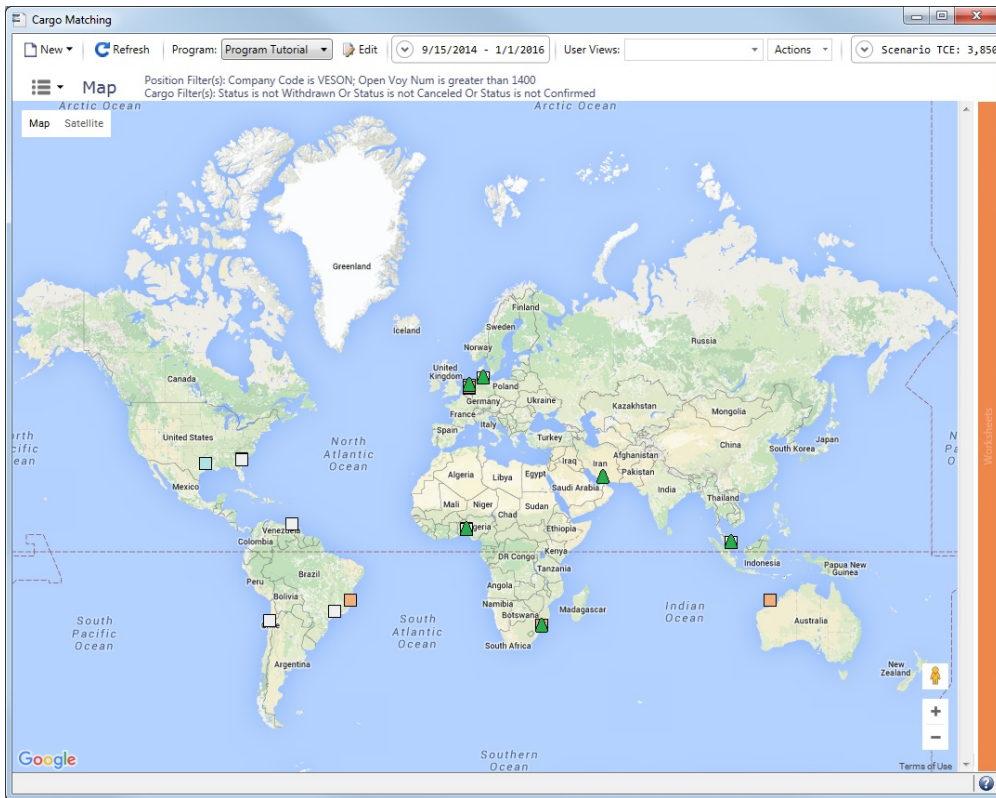 Cargo Matching
New Refresh Program: Program Tutorial Edit 9/15/2014 - 1/1/2016 User Views: Actions Scenario TCE: 3,850
Map
Position Filter(s): Company Code is VESON; Open Voy Num is greater than 1400
Cargo Filter(s): Status is not Withdrawn Or Status is not Canceled Or Status is not Confirmed
Arctic Ocean Arctic Ocean
Map Satellite
Greenland
Iceland
Finland
Sweden
Norway
Russia
United
Kingdom
Canada
Poland
Germany
Ukraine
Kazakhstan
France
Mongolia
Italy
Spain
Turkey
United States
North
Atlantic
Ocean
Japan
South Korea
China
Afghanistan
Iraq
Iran
Pakistan
Algeria
Libya
Egypt
Saudi Arabia
India
Mexico
Mali
Niger
Sudan
Chad
Thailand
Nigeria
Ethiopia
Venezuela
Colombia
Kenya
DR Congo
Tanzania
Indonesia
Papua New
Guinea
Brazil
Peru
Bolivia
Angola
Namibia
Botswana
Madagascar
Indian
Ocean
South
Pacific
Ocean
South
Atlantic
Ocean
Australia
South Africa
Argentina
New
Zealand
Worksheets
Southern
Ocean
Google
Terms of Use